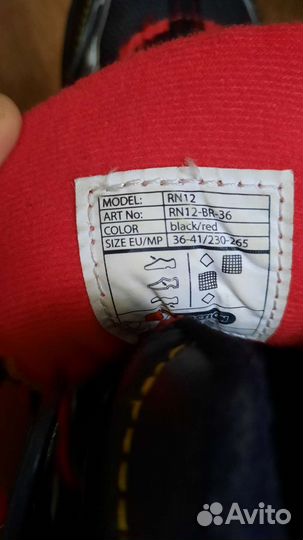 MODEL: RN12
ART No: RN12-BR-36
COLOR black/red
SIZE EU/MP 36-41/230-265
Avito